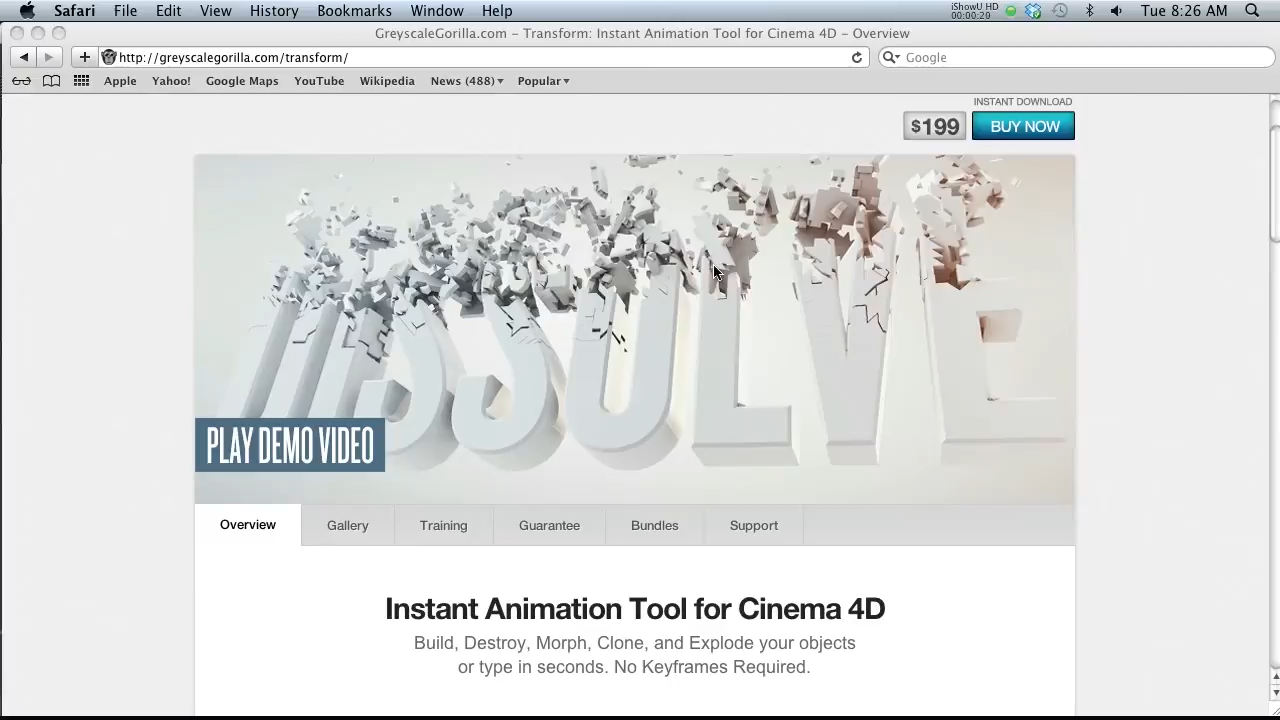 Safari File Edit View History Bookmarks Window Help iShowU HD 00:00:20 Tue 8:26 AM
GreyscaleGorilla.com – Transform: Instant Animation Tool for Cinema 4D – Overview
http://greyscalegorilla.com/transform/ Google
Apple Yahoo! Google Maps YouTube Wikipedia News (488) Popular
INSTANT DOWNLOAD
$199 BUY NOW
DISSOLVE
PLAY DEMO VIDEO
Overview Gallery Training Guarantee Bundles Support
Instant Animation Tool for Cinema 4D
Build, Destroy, Morph, Clone, and Explode your objects
or type in seconds. No Keyframes Required.